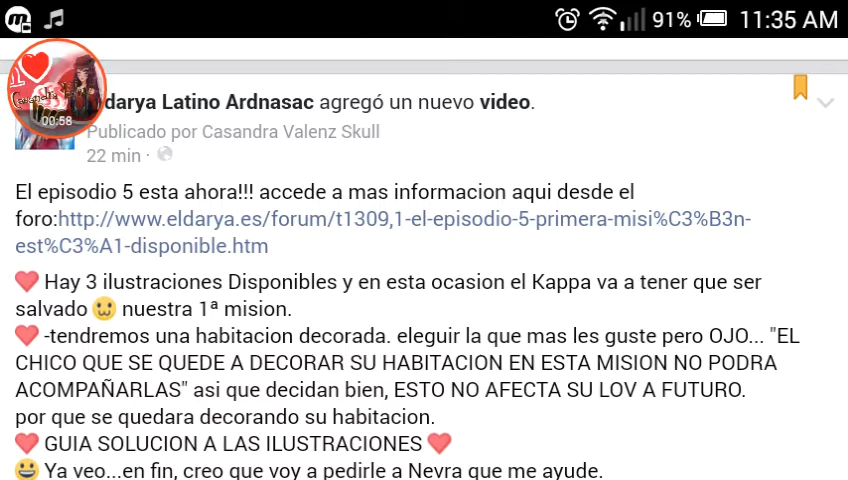 91% 11:35 AM
00:58
ldarya Latino Ardnasac agregó un nuevo video.
Publicado por Casandra Valenz Skull
22 min ·
El episodio 5 esta ahora!!! accede a mas informacion aqui desde el
foro:http://www.eldarya.es/forum/t1309,1-el-episodio-5-primera-misi%C3%B3n-
est%C3%A1-disponible.htm
❤ Hay 3 ilustraciones Disponibles y en esta ocasion el Kappa va a tener que ser
salvado nuestra 1ª mision.
❤ -tendremos una habitacion decorada. eleguir la que mas les guste pero OJO... "EL
CHICO QUE SE QUEDE A DECORAR SU HABITACION EN ESTA MISION NO PODRA
ACOMPAÑARLAS" asi que decidan bien, ESTO NO AFECTA SU LOV A FUTURO.
por que se quedara decorando su habitacion.
❤ GUIA SOLUCION A LAS ILUSTRACIONES ❤
😀 Ya veo...en fin, creo que voy a pedirle a Nevra que me ayude.